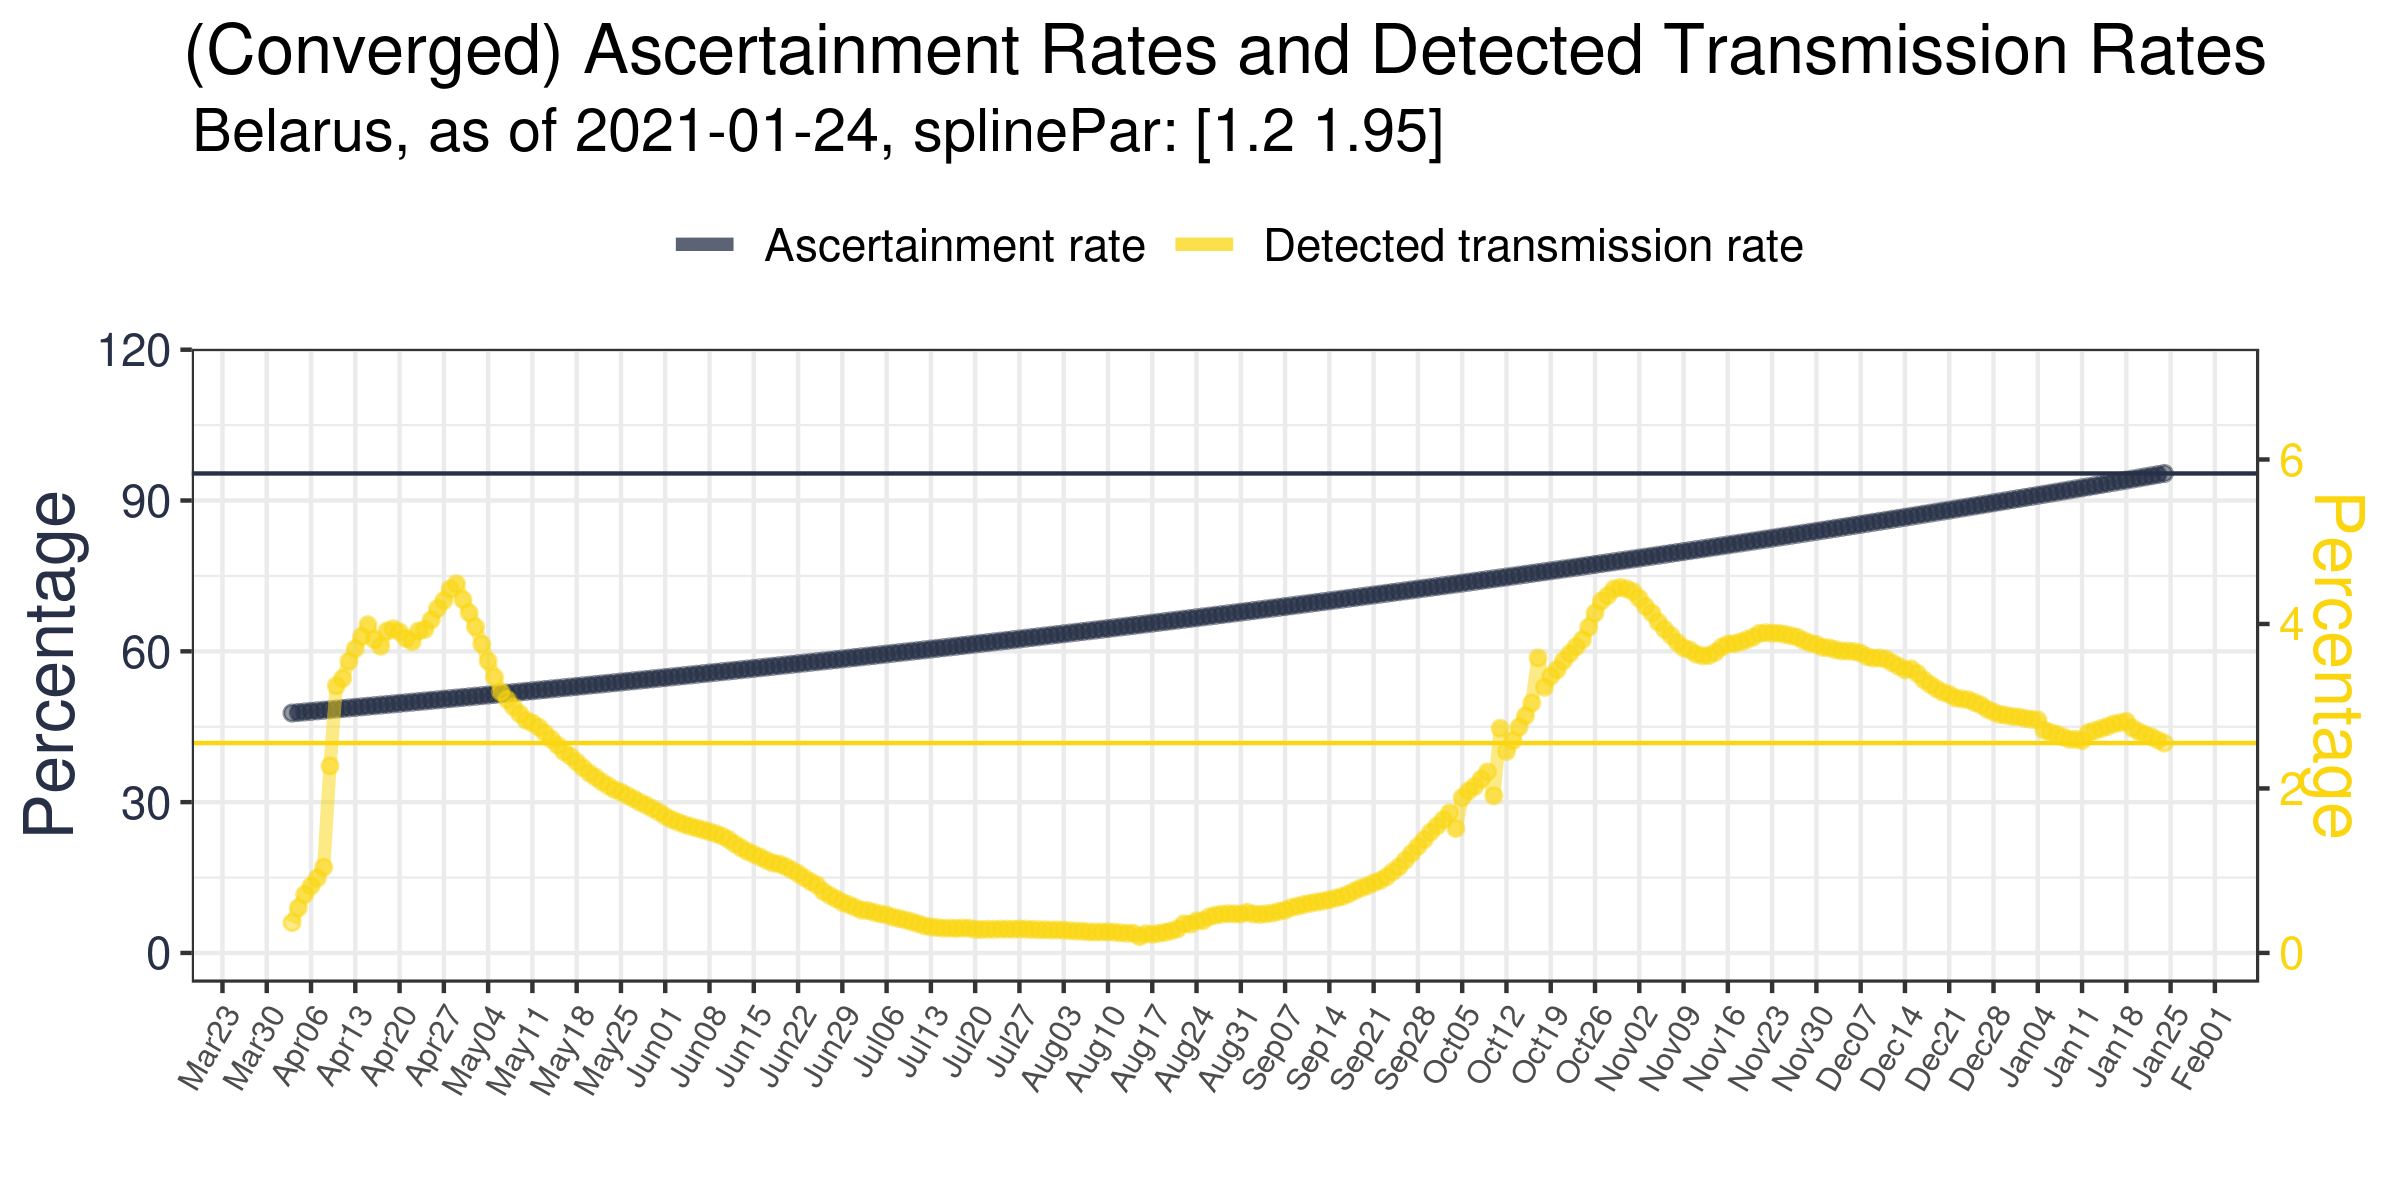 (Converged) Ascertainment Rates and Detected Transmission Rates
Belarus, as of 2021-01-24, splinePar: [1.2 1.95]
Ascertainment rate Detected transmission rate
Percentage
120
90
60
30
0
6
4
2
0
Percentage
Mar23 Mar30 Apr06 Apr13 Apr20 Apr27 May04 May11 May18 May25 Jun01 Jun08 Jun15 Jun22 Jun29 Jul06 Jul13 Jul20 Jul27 Aug03 Aug10 Aug17 Aug24 Aug31 Sep07 Sep14 Sep21 Sep28 Oct05 Oct12 Oct19 Oct26 Nov02 Nov09 Nov16 Nov23 Nov30 Dec07 Dec14 Dec21 Dec28 Jan04 Jan11 Jan18 Jan25 Feb01